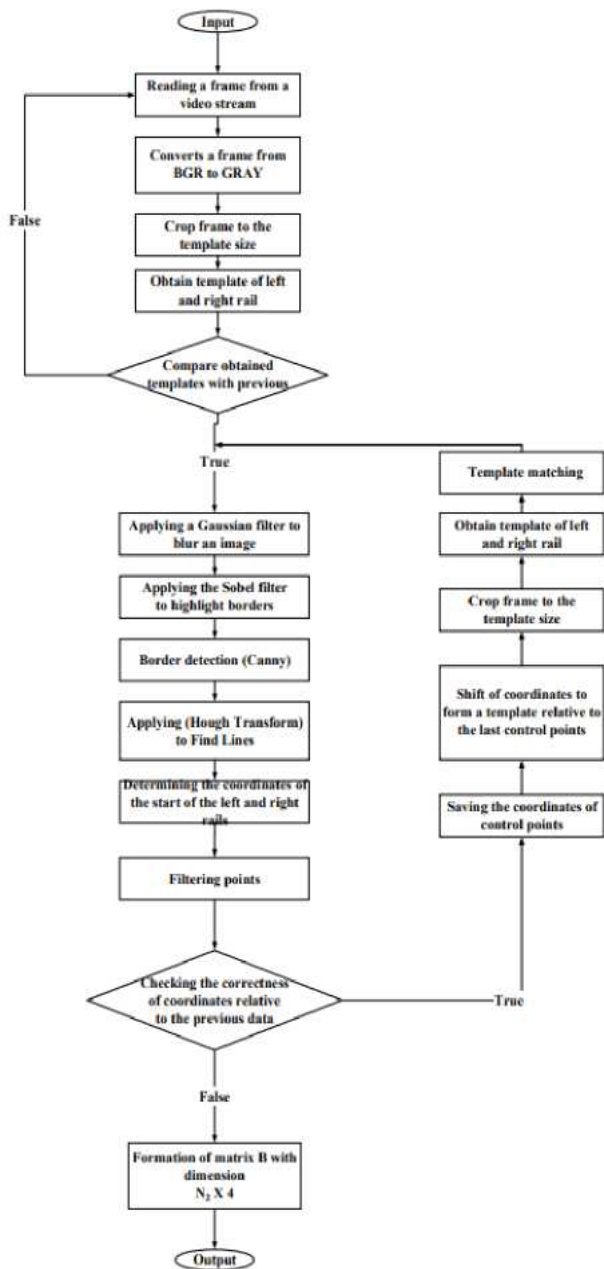 Input
Reading a frame from a
video stream
Converts a frame from
BGR to GRAY
False
Crop frame to the
template size
Obtain template of left
and right rail
Compare obtained
templates with previous
True
Applying a Gaussian filter to
blur an image
Applying the Sobel filter
to highlight borders
Border detection (Canny)
Applying (Hough Transform)
to Find Lines
Determining the coordinates of
the start of the left and right
rails
Filtering points
Checking the correctness
of coordinates relative
to the previous data
True
Saving the coordinates of
control points
Shift of coordinates to
form a template relative to
the last control points
Crop frame to the
template size
Obtain template of left
and right rail
Template matching
False
Formation of matrix B with
dimension
N₂ X 4
Output